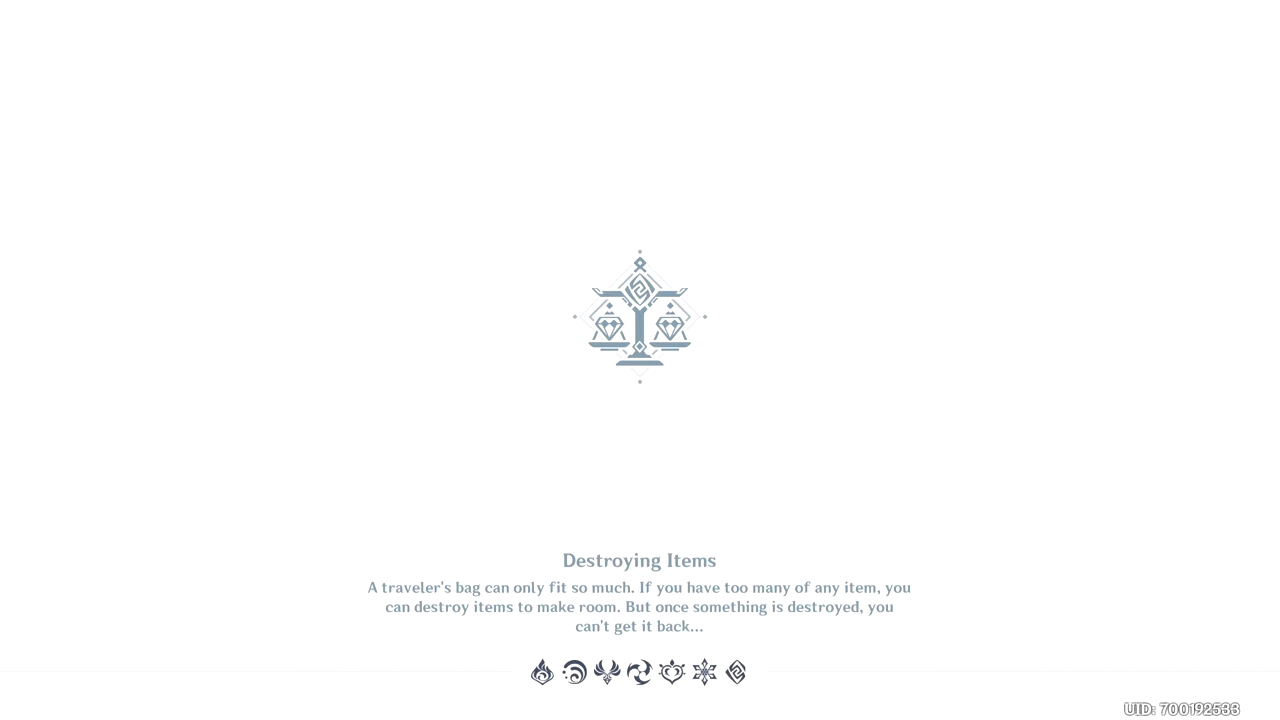 Destroying Items
A traveler's bag can only fit so much. If you have too many of any item, you
can destroy items to make room. But once something is destroyed, you
can't get it back...
UID: 700192533